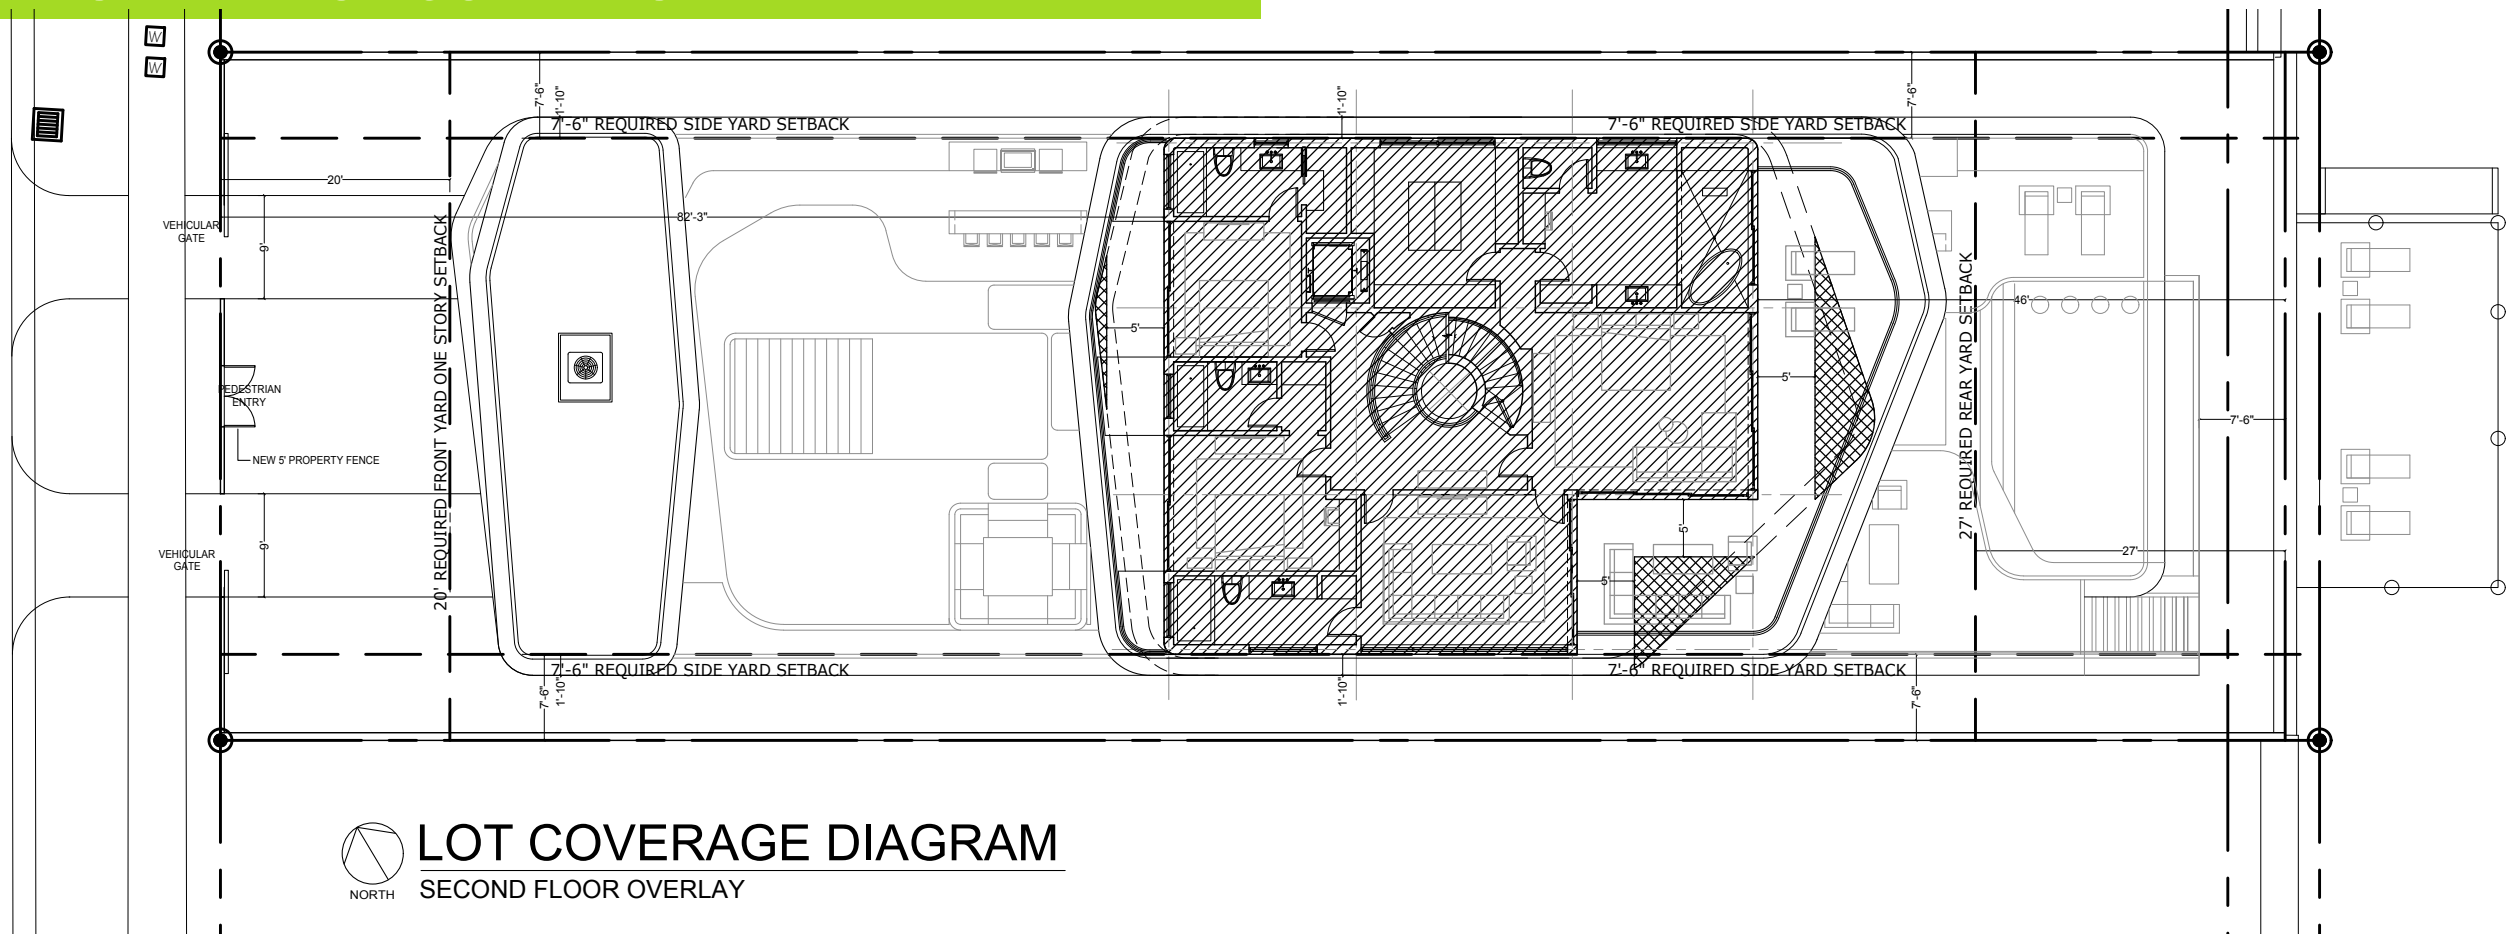 W
W
7'-6"
1'-10"
1'-10"
7'-6"
7'-6" REQUIRED SIDE YARD SETBACK
7'-6" REQUIRED SIDE YARD SETBACK
20'
82'-3"
VEHICULAR
GATE
9'
20' REQUIRED FRONT YARD ONE STORY SETBACK
27' REQUIRED REAR YARD SETBACK
46'
5'
5'
PEDESTRIAN
ENTRY
7'-6"
NEW 5' PROPERTY FENCE
5'
9'
VEHICULAR
GATE
27'
5'
7'-6" REQUIRED SIDE YARD SETBACK
7'-6" REQUIRED SIDE YARD SETBACK
7'-6"
1'-10"
1'-10"
7'-6"
LOT COVERAGE DIAGRAM
NORTH
SECOND FLOOR OVERLAY